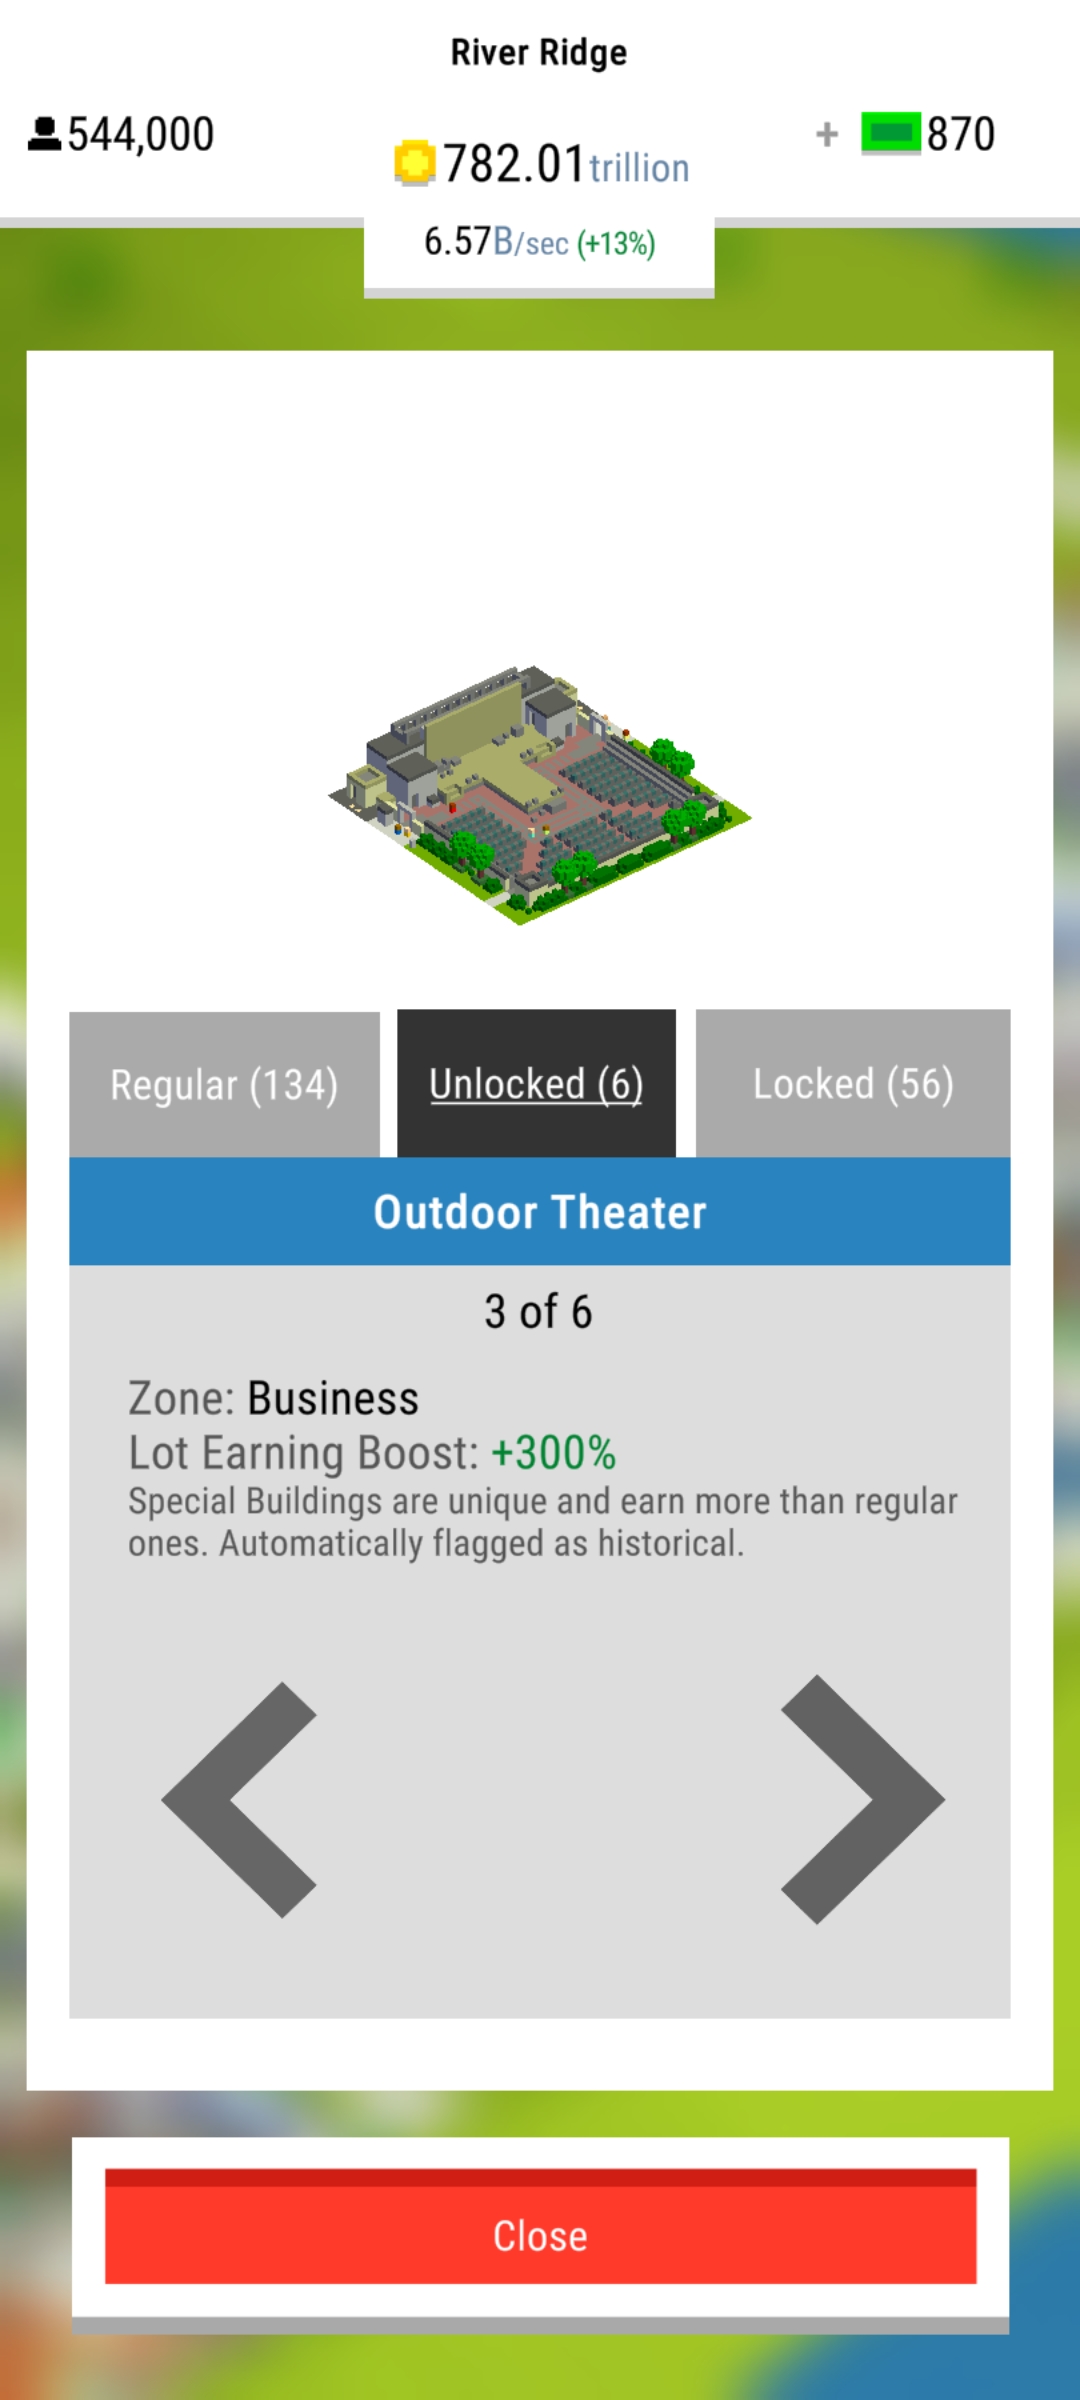 River Ridge
544,000
782.01trillion
+ 870
6.57B/sec (+13%)
Regular (134)
Unlocked (6)
Locked (56)
Outdoor Theater
3 of 6
Zone: Business
Lot Earning Boost: +300%
Special Buildings are unique and earn more than regular
ones. Automatically flagged as historical.
Close